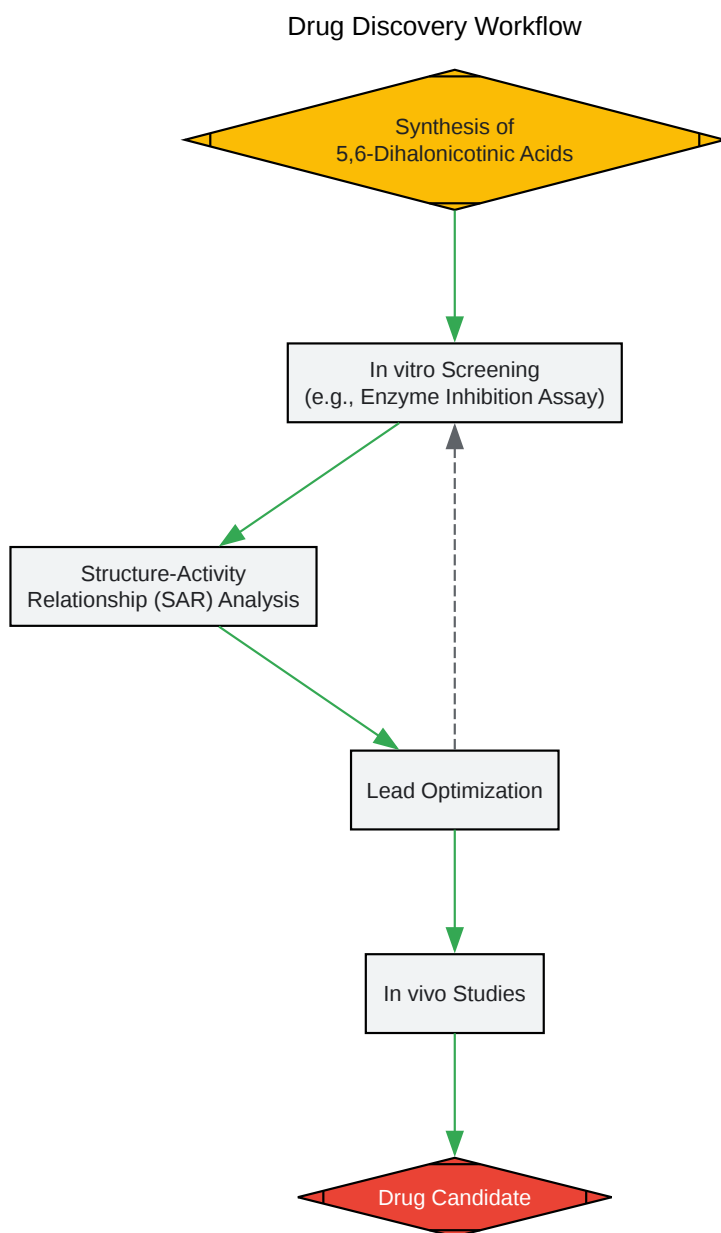 Drug Discovery Workflow
Synthesis of
5,6-Dihalonicotinic Acids
In vitro Screening
(e.g., Enzyme Inhibition Assay)
Structure-Activity
Relationship (SAR) Analysis
Lead Optimization
In vivo Studies
Drug Candidate